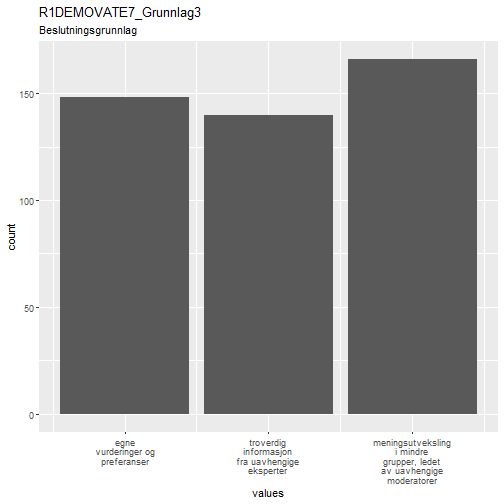 R1DEMOVATE7_Grunnlag3
Beslutningsgrunnlag
150
100
50
0
count
egne
vurderinger og
preferanser
troverdig
informasjon
fra uavhengige
eksperter
meningsutveksling
i mindre
grupper, ledet
av uavhengige
moderatorer
values